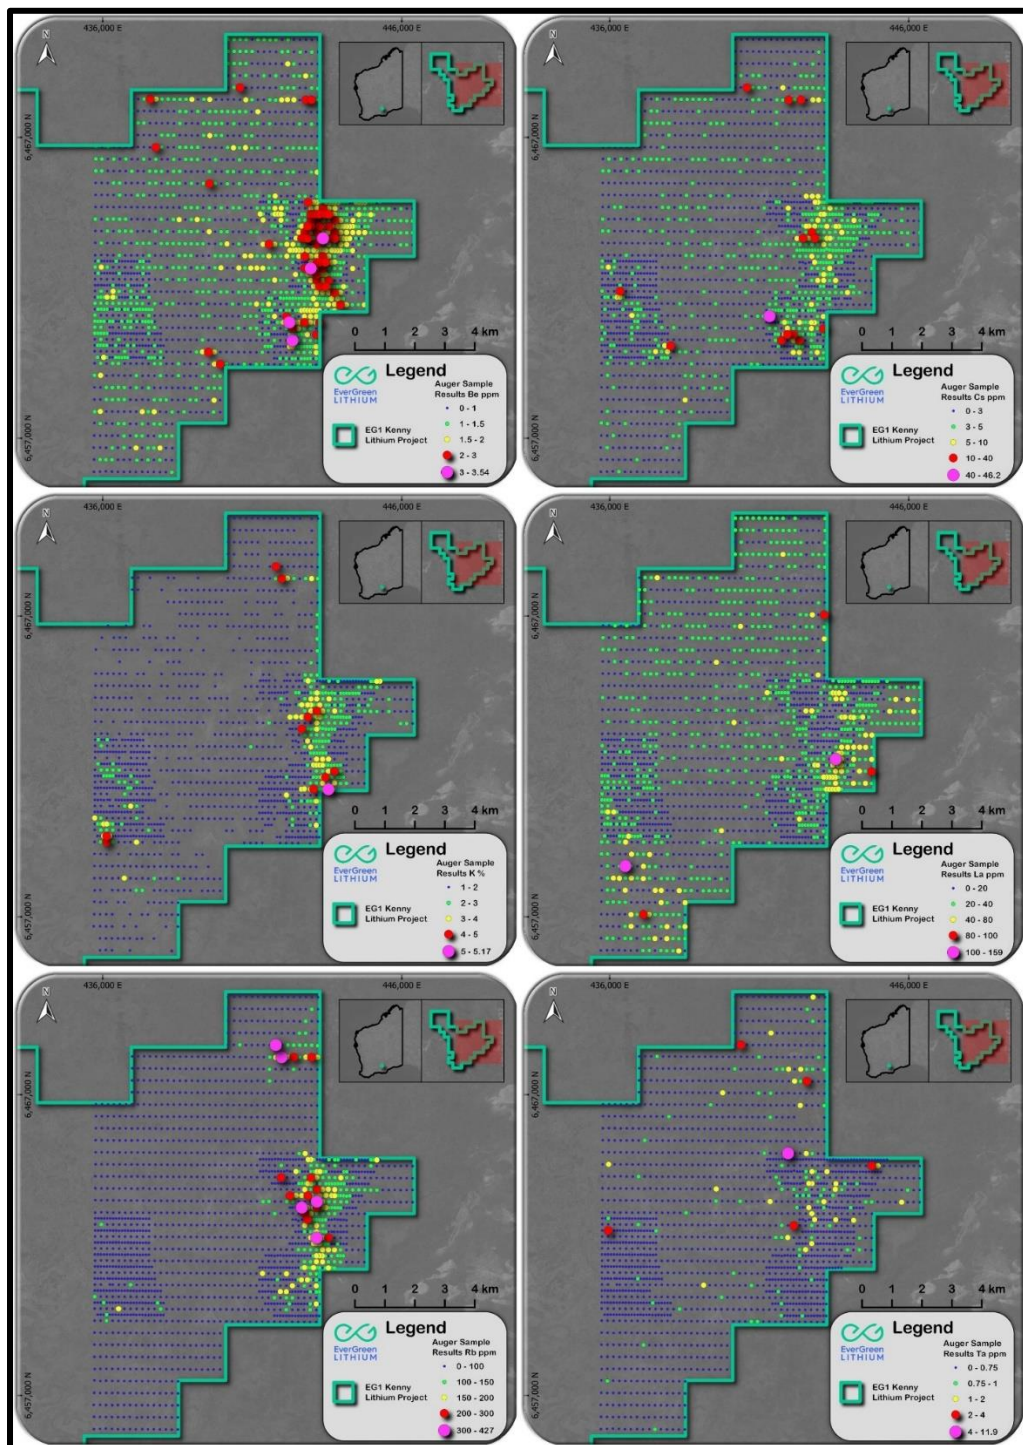 436,000 E
446,000 E
N
6,467,000 N
6,457,000 N
0 1 2 4 km
Legend
EverGreen
LITHIUM
Auger Sample
Results Be ppm
0 - 1
1 - 1.5
1.5 - 2
2 - 3
3 - 3.54
EG1 Kenny
Lithium Project
436,000 E
446,000 E
N
6,467,000 N
6,457,000 N
0 1 2 4 km
Legend
EverGreen
LITHIUM
Auger Sample
Results Cs ppm
0 - 3
3 - 5
5 - 10
10 - 40
40 - 46.2
EG1 Kenny
Lithium Project
436,000 E
446,000 E
N
6,467,000 N
6,457,000 N
0 1 2 4 km
Legend
EverGreen
LITHIUM
Auger Sample
Results K %
1 - 2
2 - 3
3 - 4
4 - 5
5 - 5.17
EG1 Kenny
Lithium Project
436,000 E
446,000 E
N
6,467,000 N
6,457,000 N
0 1 2 4 km
Legend
EverGreen
LITHIUM
Auger Sample
Results La ppm
0 - 20
20 - 40
40 - 80
80 - 100
100 - 159
EG1 Kenny
Lithium Project
436,000 E
446,000 E
N
6,467,000 N
6,457,000 N
0 1 2 4 km
Legend
EverGreen
LITHIUM
Auger Sample
Results Rb ppm
0 - 100
100 - 150
150 - 200
200 - 300
300 - 427
EG1 Kenny
Lithium Project
436,000 E
446,000 E
N
6,467,000 N
6,457,000 N
0 1 2 4 km
Legend
EverGreen
LITHIUM
Auger Sample
Results Ta ppm
0 - 0.75
0.75 - 1
1 - 2
2 - 4
4 - 11.9
EG1 Kenny
Lithium Project